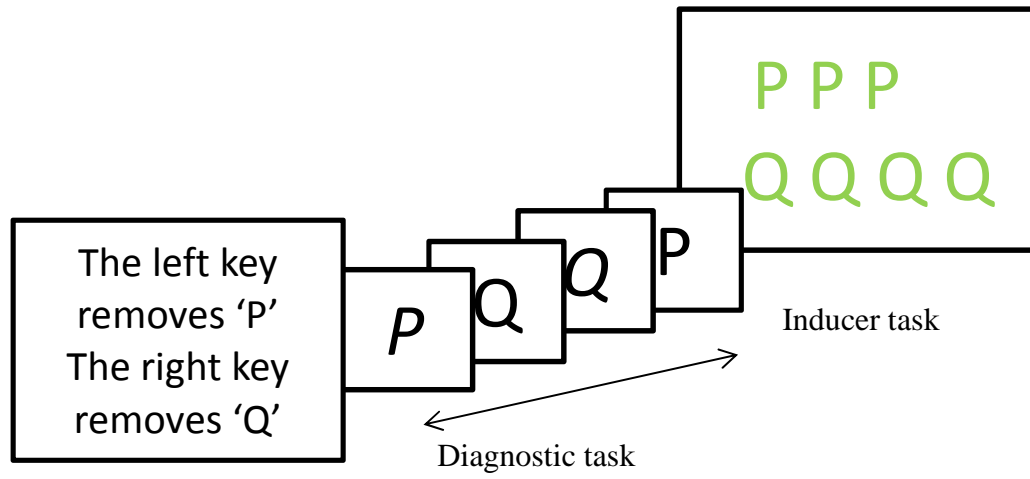 The left key
removes ‘P’
The right key
removes ‘Q’
P
Q
Q
P
P P P
Q Q Q Q
Inducer task
Diagnostic task